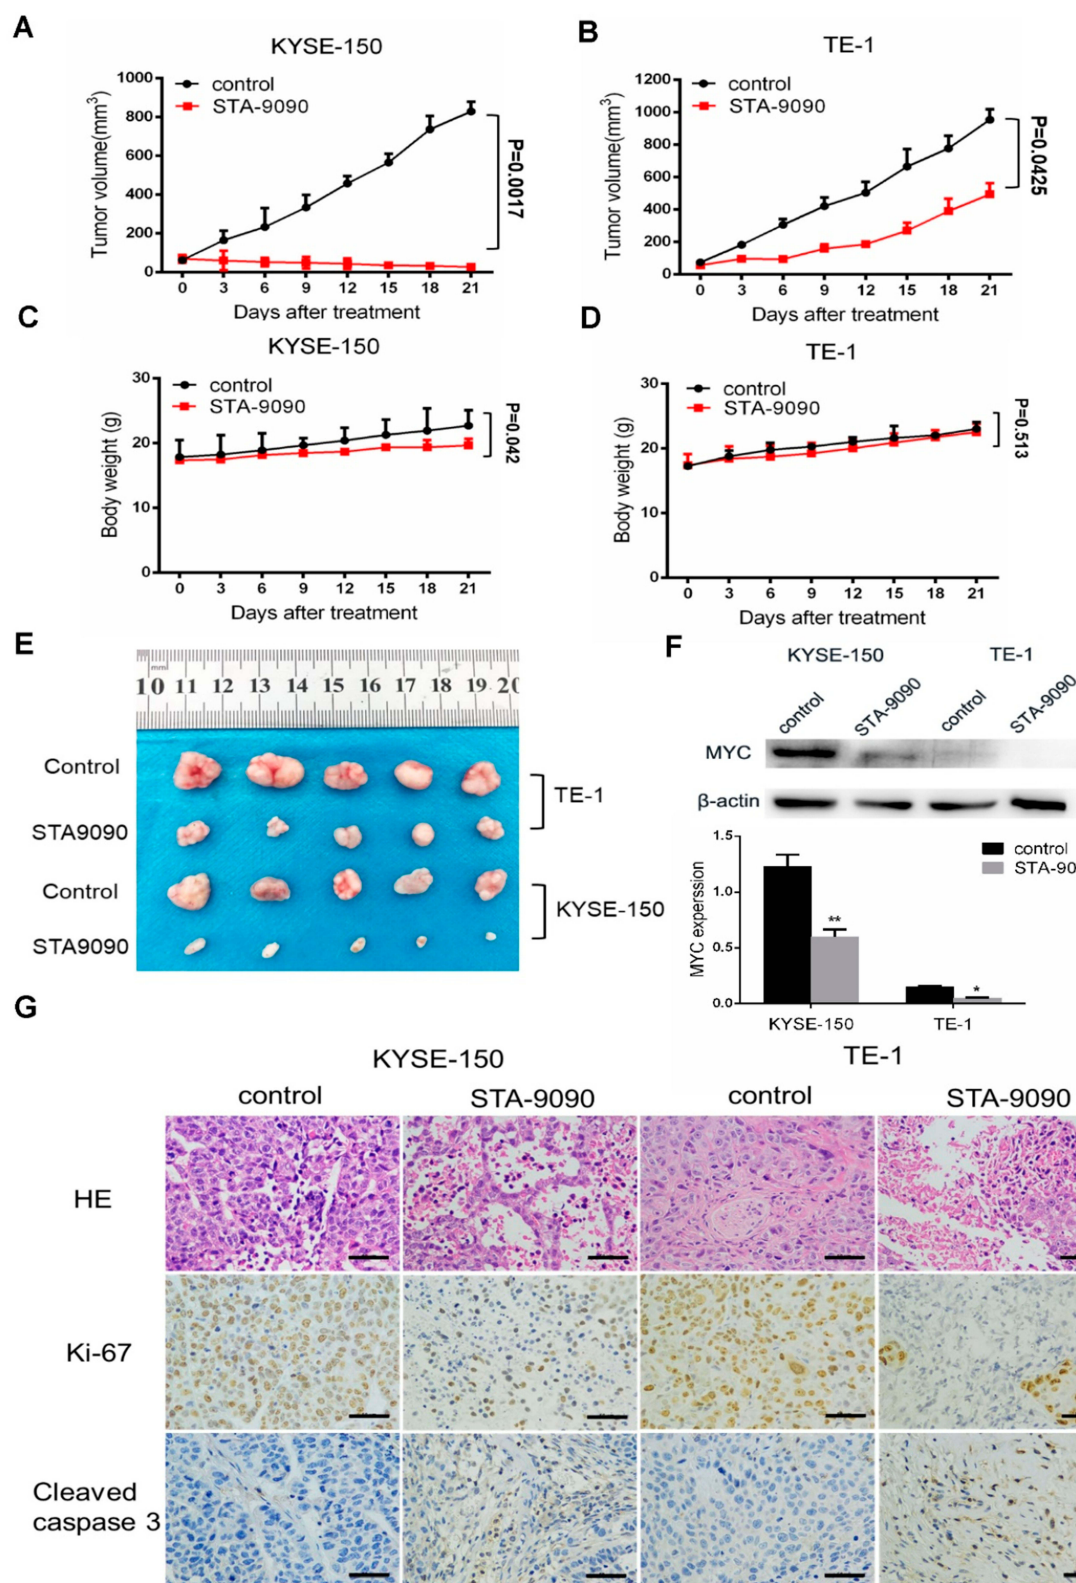 A
KYSE-150
control
STA-9090
Tumor volume(mm³)
1000
800
600
400
200
0
P=0.0017
0 3 6 9 12 15 18 21
Days after treatment
B
TE-1
control
STA-9090
Tumor volume(mm³)
1200
1000
800
600
400
200
0
P=0.0425
0 3 6 9 12 15 18 21
Days after treatment
C
KYSE-150
control
STA-9090
Body weight (g)
30
20
10
0
P=0.042
0 3 6 9 12 15 18 21
Days after treatment
D
TE-1
control
STA-9090
Body weight (g)
30
20
10
0
P=0.513
0 3 6 9 12 15 18 21
Days after treatment
E
mm
10 11 12 13 14 15 16 17 18 19 20
Control
STA9090
TE-1
Control
STA9090
KYSE-150
F
KYSE-150 TE-1
control STA-9090 control STA-9090
MYC
β-actin
control
STA-90
MYC experssion
1.5
1.0
0.5
0.0
**
*
KYSE-150 TE-1
G
KYSE-150 TE-1
control STA-9090 control STA-9090
HE
Ki-67
Cleaved
caspase 3